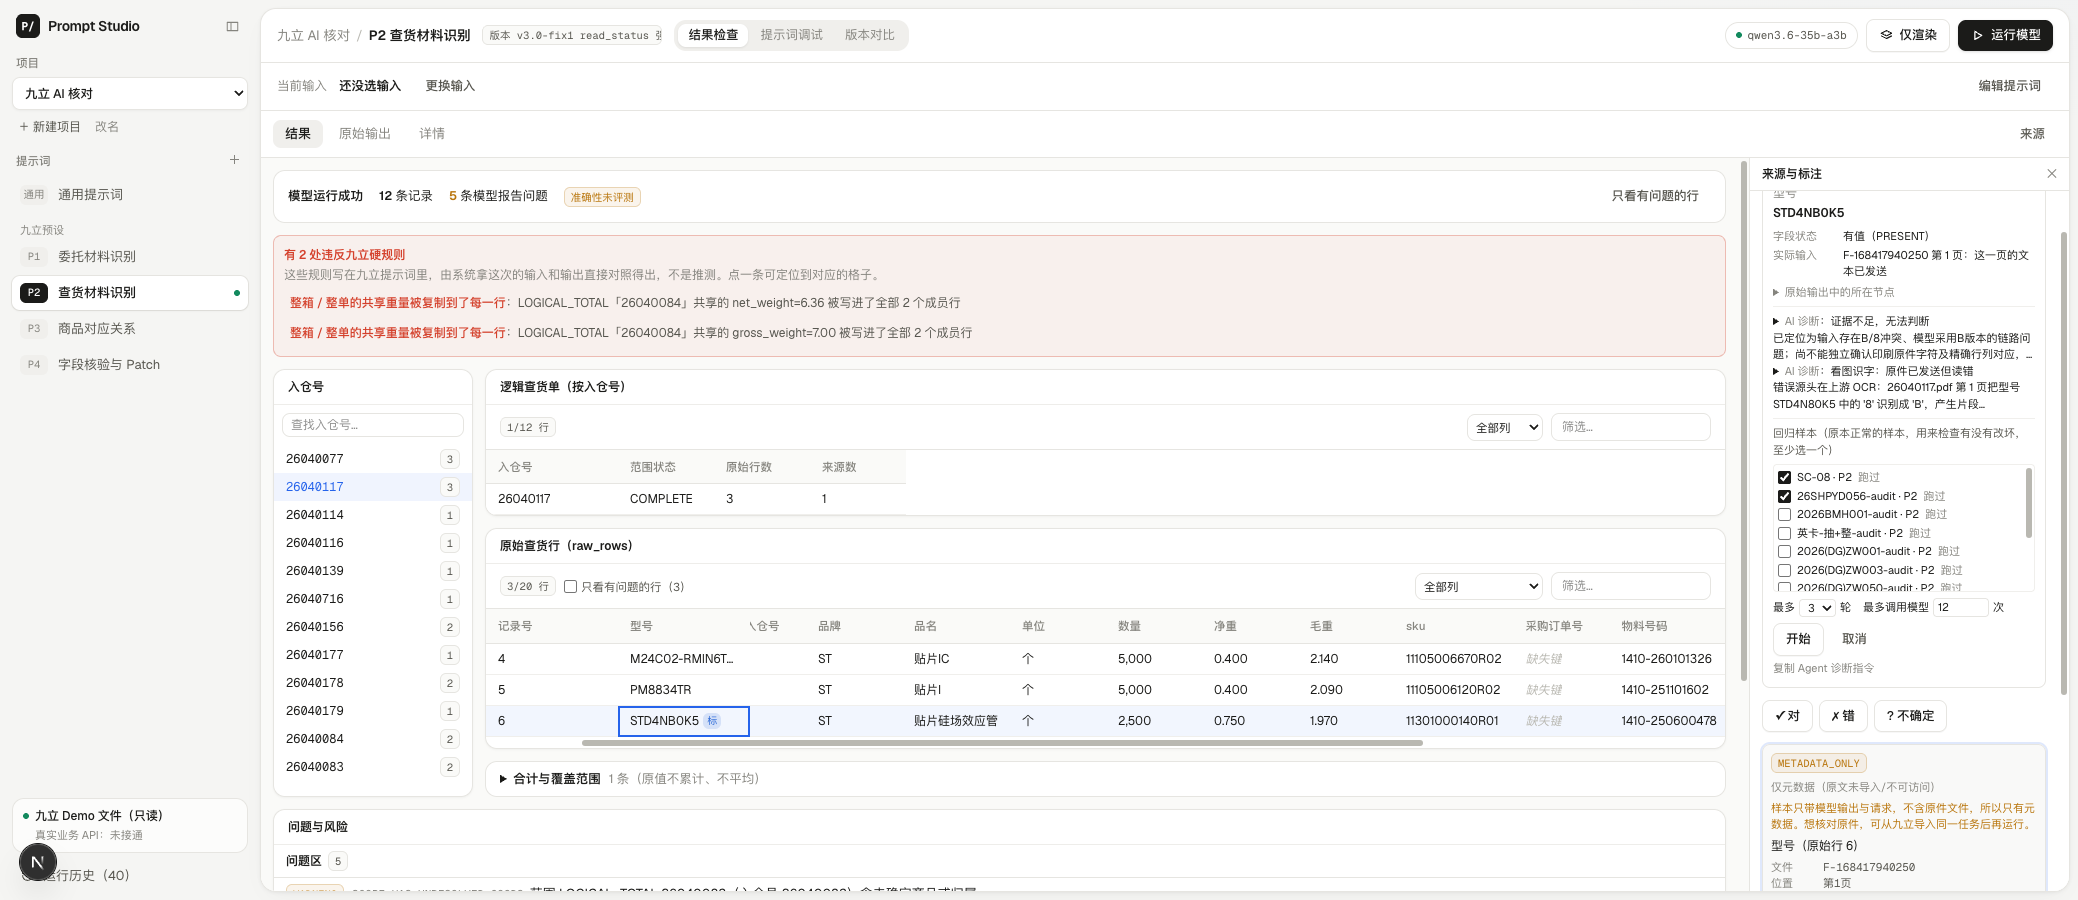 P/ Prompt Studio
项目
九立 AI 核对
+ 新建项目 改名
提示词 +
通用 通用提示词
九立预设
P1 委托材料识别
P2 查货材料识别
P3 商品对应关系
P4 字段核验与 Patch
九立 Demo 文件（只读）
真实业务 API：未接通
N 运行历史（40）
九立 AI 核对 / P2 查货材料识别 版本 v3.0-fix1 read_status
结果检查 提示词调试 版本对比
qwen3.6-35b-a3b 仅渲染 运行模型
当前输入 还没选输入 更换输入 编辑提示词
结果 原始输出 详情 来源
模型运行成功 12 条记录 5 条模型报告问题 准确性未评测 只看有问题的行
有 2 处违反九立硬规则
这些规则写在九立提示词里，由系统拿这次的输入和输出直接对照得出，不是推测。点一条可定位到对应的格子。
整箱 / 整单的共享重量被复制到了每一行：LOGICAL_TOTAL「26040084」共享的 net_weight=6.36 被写进了全部 2 个成员行
整箱 / 整单的共享重量被复制到了每一行：LOGICAL_TOTAL「26040084」共享的 gross_weight=7.00 被写进了全部 2 个成员行
入仓号
查找入仓号...
26040077 3
26040117 3
26040114 1
26040116 1
26040139 1
26040716 1
26040156 2
26040177 1
26040178 2
26040179 1
26040084 2
26040083 2
逻辑查货单（按入仓号）
1/12 行 全部列 筛选...
入仓号 范围状态 原始行数 来源数
26040117 COMPLETE 3 1
原始查货行（raw_rows）
3/20 行 只看有问题的行（3） 全部列 筛选...
记录号 型号 入仓号 品牌 品名 单位 数量 净重 毛重 sku 采购订单号 物料号码
4 M24C02-RMIN6T... ST 贴片IC 个 5,000 0.400 2.140 11105006670R02 缺失键 1410-260101326
5 PM8834TR ST 贴片I 个 5,000 0.400 2.090 11105006120R02 缺失键 1410-251101602
6 STD4NB0K5 标 ST 贴片硅场效应管 个 2,500 0.750 1.970 11301000140R01 缺失键 1410-250600478
▶ 合计与覆盖范围 1 条（原值不累计、不平均）
问题与风险
问题区 5
来源与标注 ×
型号
STD4NB0K5
字段状态 有值（PRESENT）
实际输入 F-168417940250 第 1 页：这一页的文
本已发送
▶ 原始输出中的所在节点
▶ AI 诊断：证据不足，无法判断
已定位为输入存在B/8冲突、模型采用B版本的链路问
题；尚不能独立确认印刷原件字符及精确行列对应，...
▶ AI 诊断：看图识字：原件已发送但读错
错误源头在上游 OCR：26040117.pdf 第 1 页把型号
STD4N80K5 中的 '8' 识别成 'B'，产生片段...
回归样本（原本正常的样本，用来检查有没有改坏，
至少选一个）
SC-08 · P2 跑过
26SHPYD056-audit · P2 跑过
2026BMH001-audit · P2 跑过
英卡-抽+整-audit · P2 跑过
2026(DG)ZW001-audit · P2 跑过
2026(DG)ZW003-audit · P2 跑过
2026(DG)ZW050-audit · P2 跑过
最多 3 轮 最多调用模型 12 次
开始 取消
复制 Agent 诊断指令
✓ 对 ✗ 错 ? 不确定
METADATA_ONLY
仅元数据（原文未导入/不可访问）
样本只带模型输出与请求，不含原件文件，所以只有元
数据。想核对原件，可从九立导入同一任务后再运行。
型号（原始行 6）
文件 F-168417940250
位置 第1页